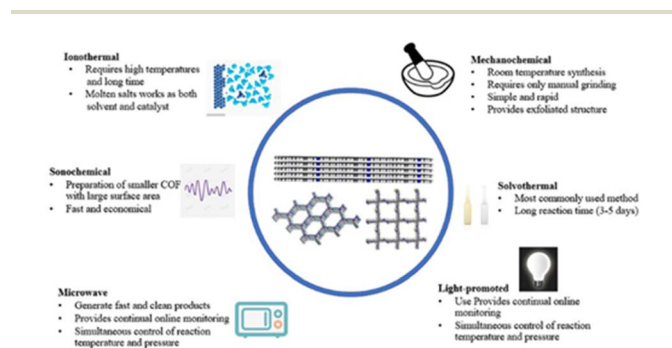 Ionothermal
• Requires high temperatures
and long time
• Molten salts works as both
solvent and catalyst
Sonochemical
• Preparation of smaller COF
with large surface area
• Fast and economical
Microwave
• Generate fast and clean products
• Provides continual online monitoring
• Simultaneous control of reaction
temperature and pressure
Mechanochemical
• Room temperature synthesis
• Requires only manual grinding
• Simple and rapid
• Provides exfoliated structure
Solvothermal
• Most commonly used method
• Long reaction time (3-5 days)
Light-promoted
• Use Provides continual online
monitoring
• Simultaneous control of reaction
temperature and pressure